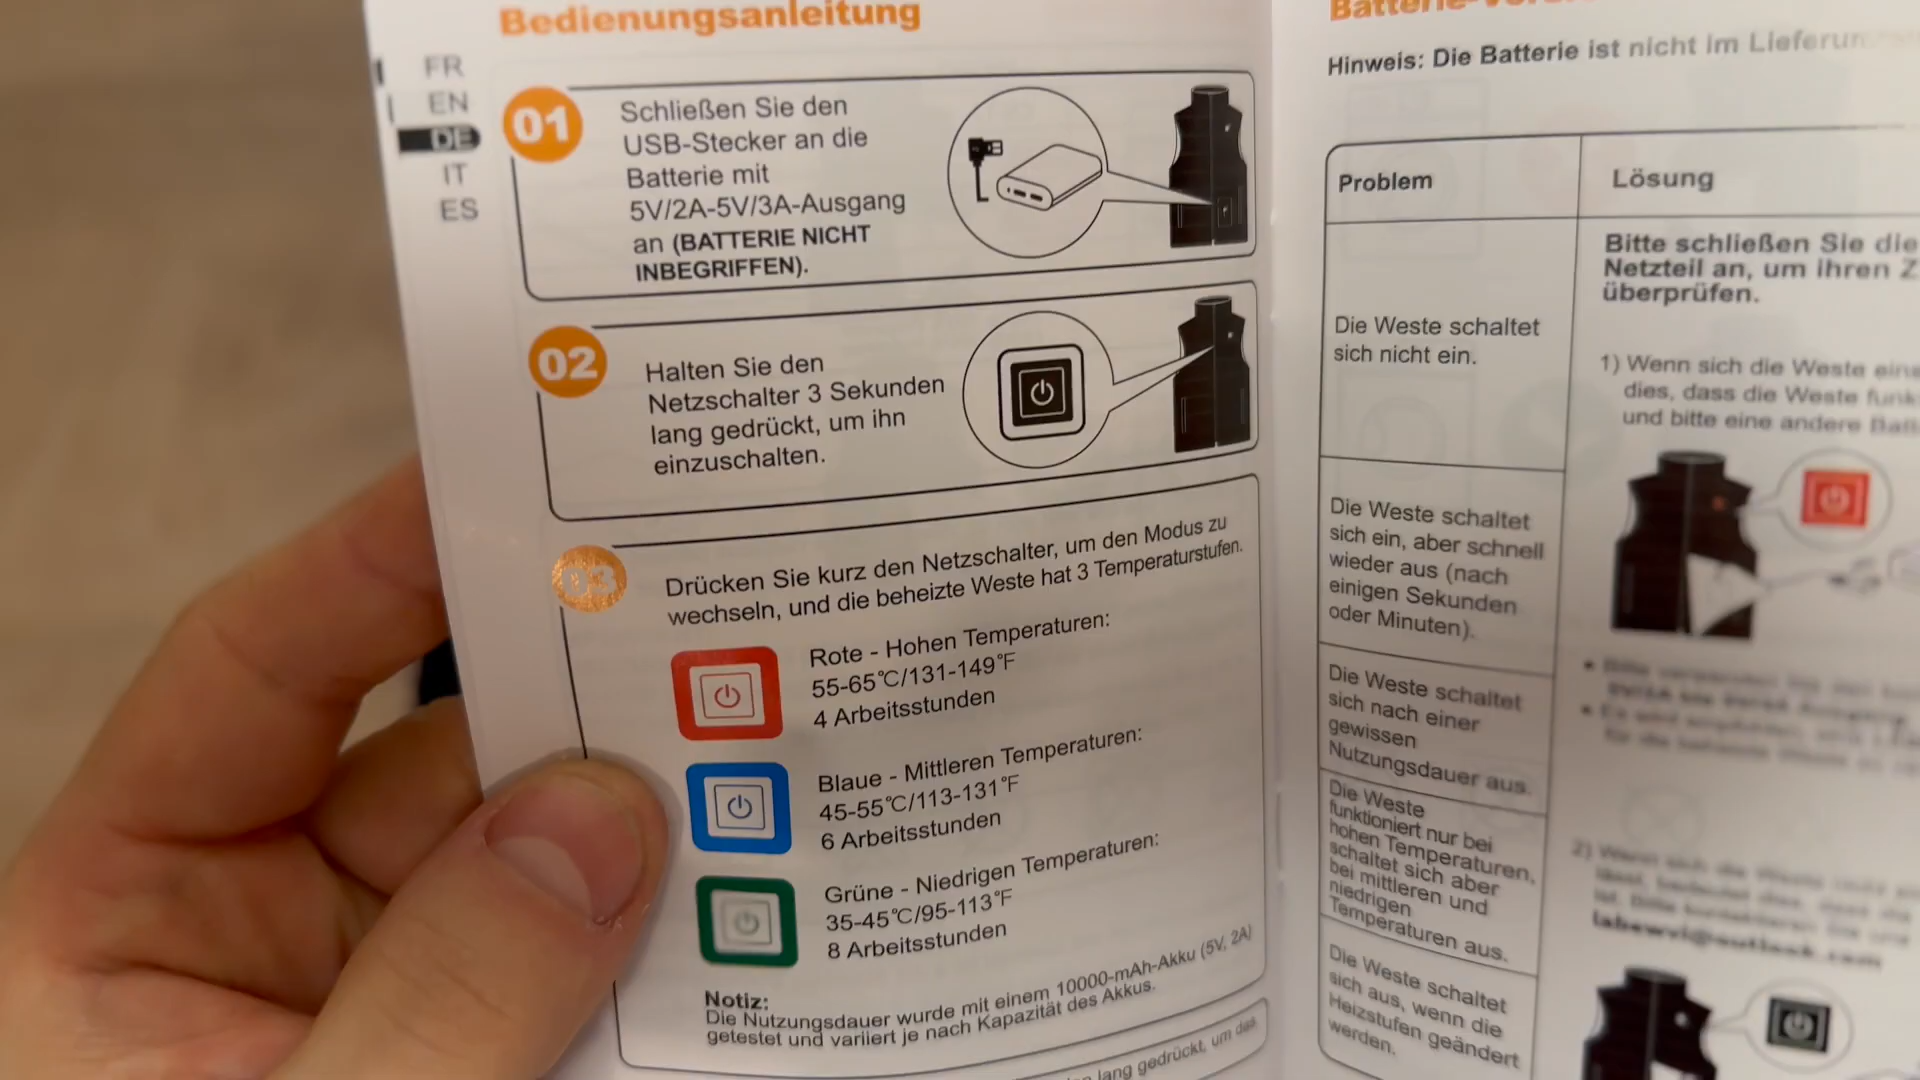 Bedienungsanleitung
FR
EN
DE
IT
ES
01
Schließen Sie den
USB-Stecker an die
Batterie mit
5V/2A-5V/3A-Ausgang
an (BATTERIE NICHT
INBEGRIFFEN).
02
Halten Sie den
Netzschalter 3 Sekunden
lang gedrückt, um ihn
einzuschalten.
03
Drücken Sie kurz den Netzschalter, um den Modus zu
wechseln, und die beheizte Weste hat 3 Temperaturstufen.
Rote - Hohen Temperaturen:
55-65℃/131-149℉
4 Arbeitsstunden
Blaue - Mittleren Temperaturen:
45-55℃/113-131℉
6 Arbeitsstunden
Grüne - Niedrigen Temperaturen:
35-45℃/95-113℉
8 Arbeitsstunden
Notiz:
Die Nutzungsdauer wurde mit einem 10000-mAh-Akku (5V, 2A)
getestet und variiert je nach Kapazität des Akkus.
lang gedrückt, um das
Hinweis: Die Batterie ist nicht im
Problem
Lösung
Die Weste schaltet
sich nicht ein.
Bitte schließen Sie die
Netzteil an, um ihren
überprüfen.
1) Wenn sich die Weste
dies, dass die Weste
und bitte eine andere
Die Weste schaltet
sich ein, aber schnell
wieder aus (nach
einigen Sekunden
oder Minuten).
Die Weste schaltet
sich nach einer
gewissen
Nutzungsdauer aus.
Die Weste
funktioniert nur bei
hohen Temperaturen,
schaltet sich aber
bei mittleren und
niedrigen
Temperaturen aus.
Die Weste schaltet
sich aus, wenn die
Heizstufen geändert
werden.
2)